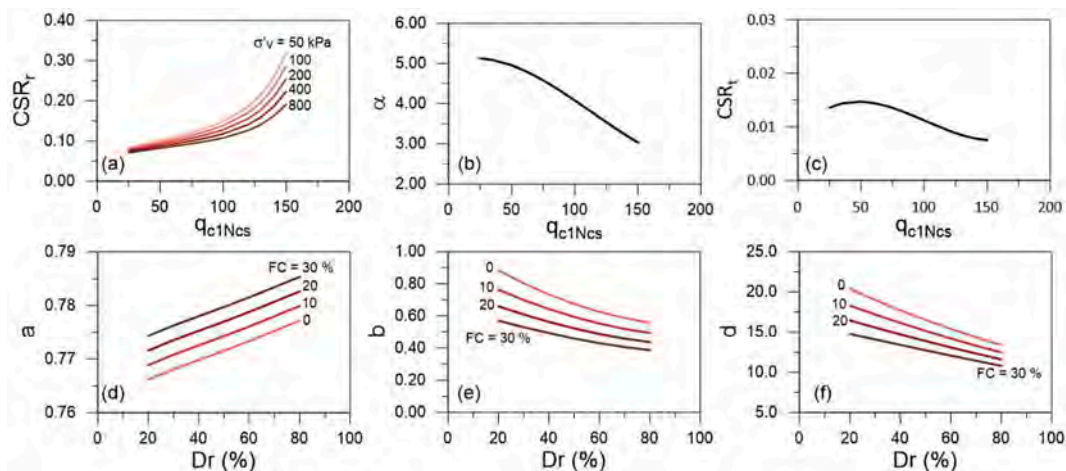 0.40
0.30
0.20
0.10
0.00
CSRr
σ'v = 50 kPa
100
200
400
800
(a)
0 50 100 150 200
qc1Ncs
6.00
5.00
4.00
3.00
2.00
α
(b)
0 50 100 150 200
qc1Ncs
0.03
0.02
0.01
0.00
CSRt
(c)
0 50 100 150 200
qc1Ncs
0.79
0.78
0.77
0.76
a
FC = 30 %
20
10
0
(d)
0 20 40 60 80 100
Dr (%)
1.00
0.80
0.60
0.40
0.20
0.00
b
0
10
20
FC = 30 %
(e)
0 20 40 60 80 100
Dr (%)
25.0
20.0
15.0
10.0
5.0
d
0
10
20
FC = 30 %
(f)
0 20 40 60 80 100
Dr (%)